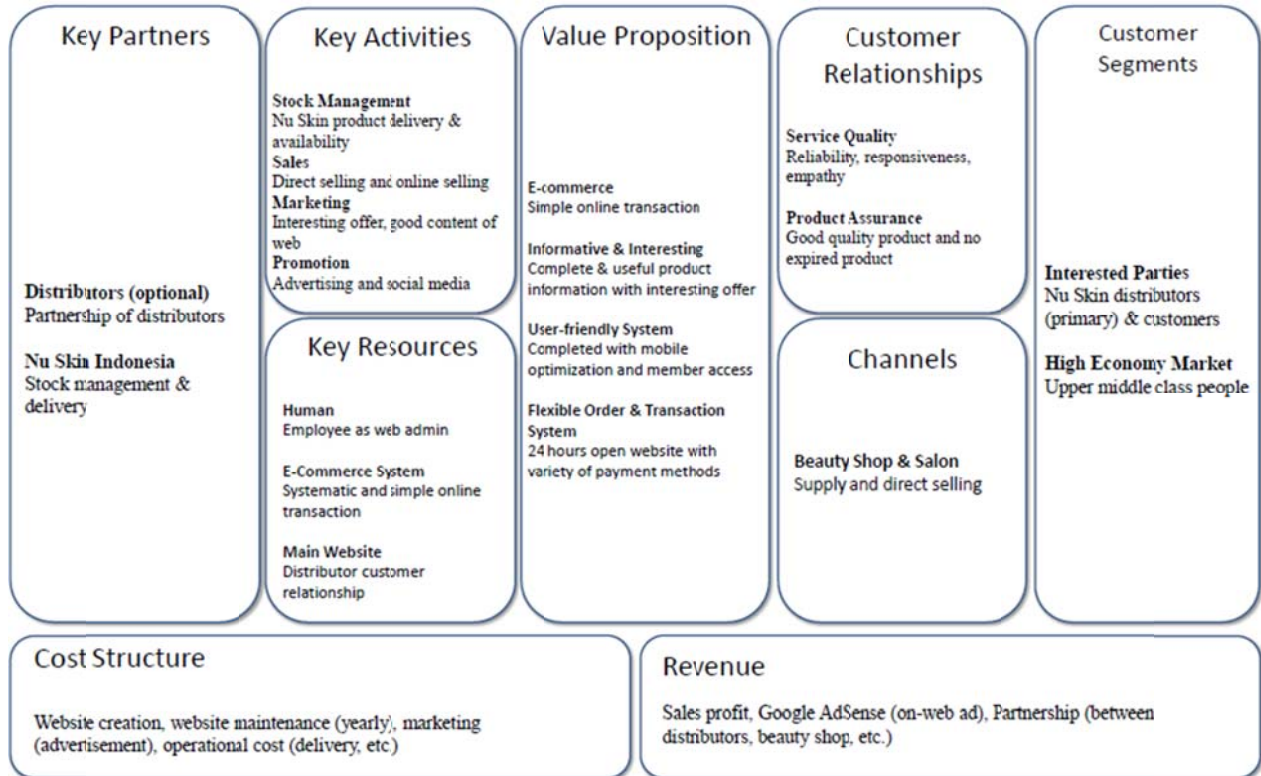 Key Partners
Distributors (optional)
Partnership of distributors
Nu Skin Indonesia
Stock management &
delivery
Key Activities
Stock Management
Nu Skin product delivery &
availability
Sales
Direct selling and online selling
Marketing
Interesting offer, good content of
web
Promotion
Advertising and social media
Key Resources
Human
Employee as web admin
E-Commerce System
Systematic and simple online
transaction
Main Website
Distributor customer
relationship
Value Proposition
E-commerce
Simple online transaction
Informative & Interesting
Complete & useful product
information with interesting offer
User-friendly System
Completed with mobile
optimization and member access
Flexible Order & Transaction
System
24 hours open website with
variety of payment methods
Customer
Relationships
Service Quality
Reliability, responsiveness,
empathy
Product Assurance
Good quality product and no
expired product
Channels
Beauty Shop & Salon
Supply and direct selling
Customer
Segments
Interested Parties
Nu Skin distributors
(primary) & customers
High Economy Market
Upper middle class people
Cost Structure
Website creation, website maintenance (yearly), marketing
(advertisement), operational cost (delivery, etc.)
Revenue
Sales profit, Google AdSense (on-web ad), Partnership (between
distributors, beauty shop, etc.)